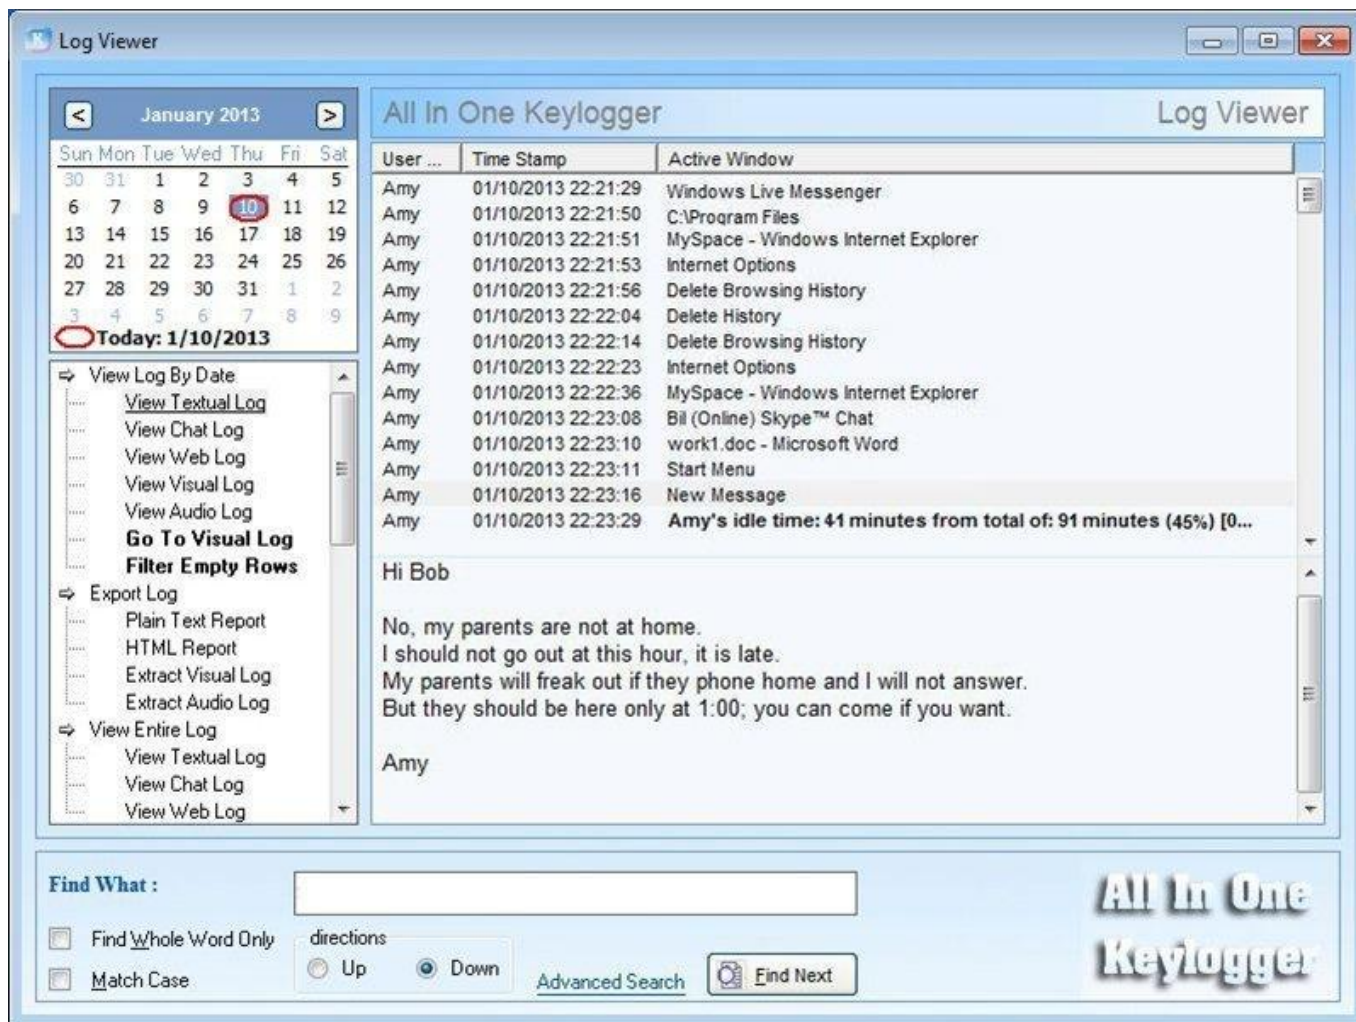 Log Viewer
January 2013
Sun Mon Tue Wed Thu Fri Sat
30 31 1 2 3 4 5
6 7 8 9 10 11 12
13 14 15 16 17 18 19
20 21 22 23 24 25 26
27 28 29 30 31 1 2
3 4 5 6 7 8 9
Today: 1/10/2013
View Log By Date
View Textual Log
View Chat Log
View Web Log
View Visual Log
View Audio Log
Go To Visual Log
Filter Empty Rows
Export Log
Plain Text Report
HTML Report
Extract Visual Log
Extract Audio Log
View Entire Log
View Textual Log
View Chat Log
View Web Log
All In One Keylogger Log Viewer
User ... Time Stamp Active Window
Amy 01/10/2013 22:21:29 Windows Live Messenger
Amy 01/10/2013 22:21:50 C:\Program Files
Amy 01/10/2013 22:21:51 MySpace - Windows Internet Explorer
Amy 01/10/2013 22:21:53 Internet Options
Amy 01/10/2013 22:21:56 Delete Browsing History
Amy 01/10/2013 22:22:04 Delete History
Amy 01/10/2013 22:22:14 Delete Browsing History
Amy 01/10/2013 22:22:23 Internet Options
Amy 01/10/2013 22:22:36 MySpace - Windows Internet Explorer
Amy 01/10/2013 22:23:08 Bil (Online) Skype™ Chat
Amy 01/10/2013 22:23:10 work1.doc - Microsoft Word
Amy 01/10/2013 22:23:11 Start Menu
Amy 01/10/2013 22:23:16 New Message
Amy 01/10/2013 22:23:29 Amy's idle time: 41 minutes from total of: 91 minutes (45%) [0...
Hi Bob
No, my parents are not at home.
I should not go out at this hour, it is late.
My parents will freak out if they phone home and I will not answer.
But they should be here only at 1:00; you can come if you want.
Amy
Find What :
Find Whole Word Only
Match Case
directions
Up Down
Advanced Search
Find Next
All In One
Keylogger